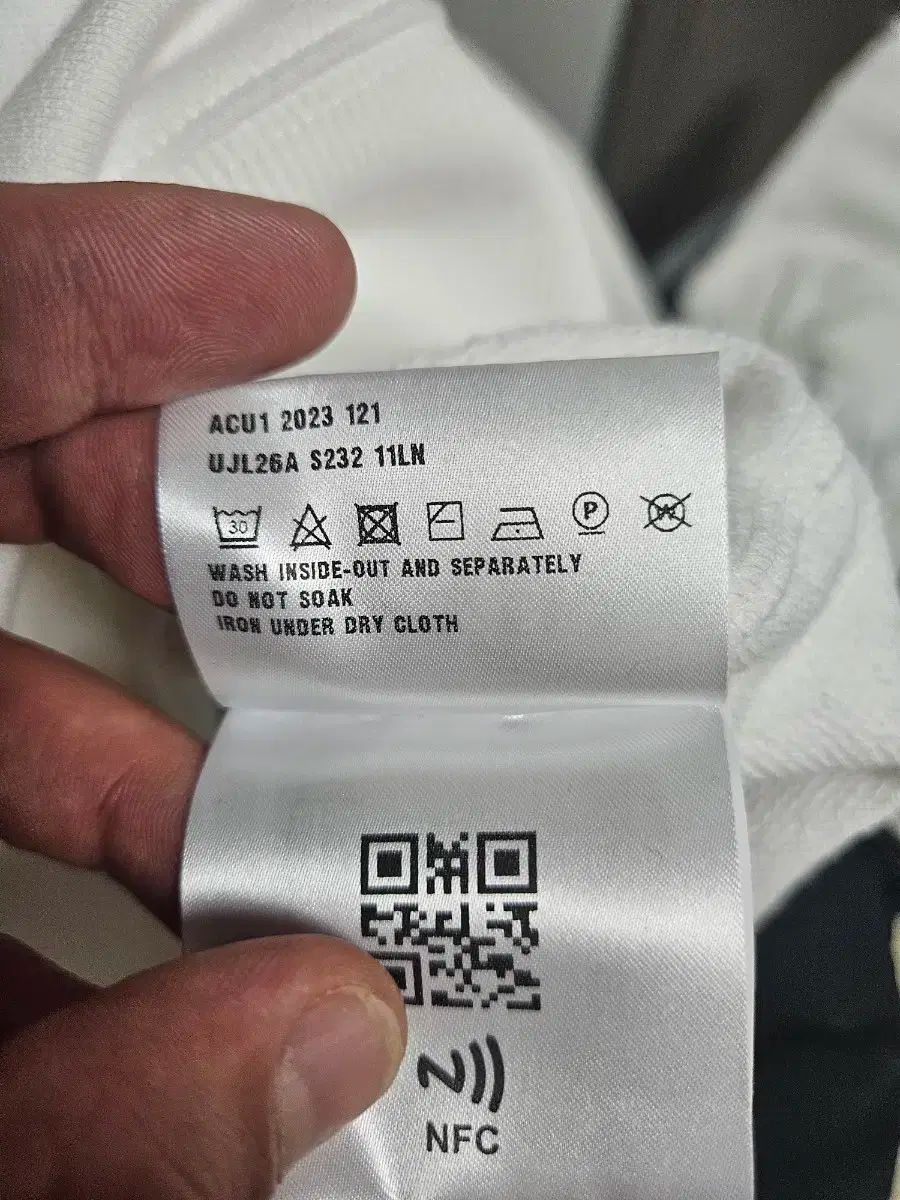 ACU1 2023 121
UJL26A S232 11LN
30 P W
WASH INSIDE-OUT AND SEPARATELY
DO NOT SOAK
IRON UNDER DRY CLOTH
NFC